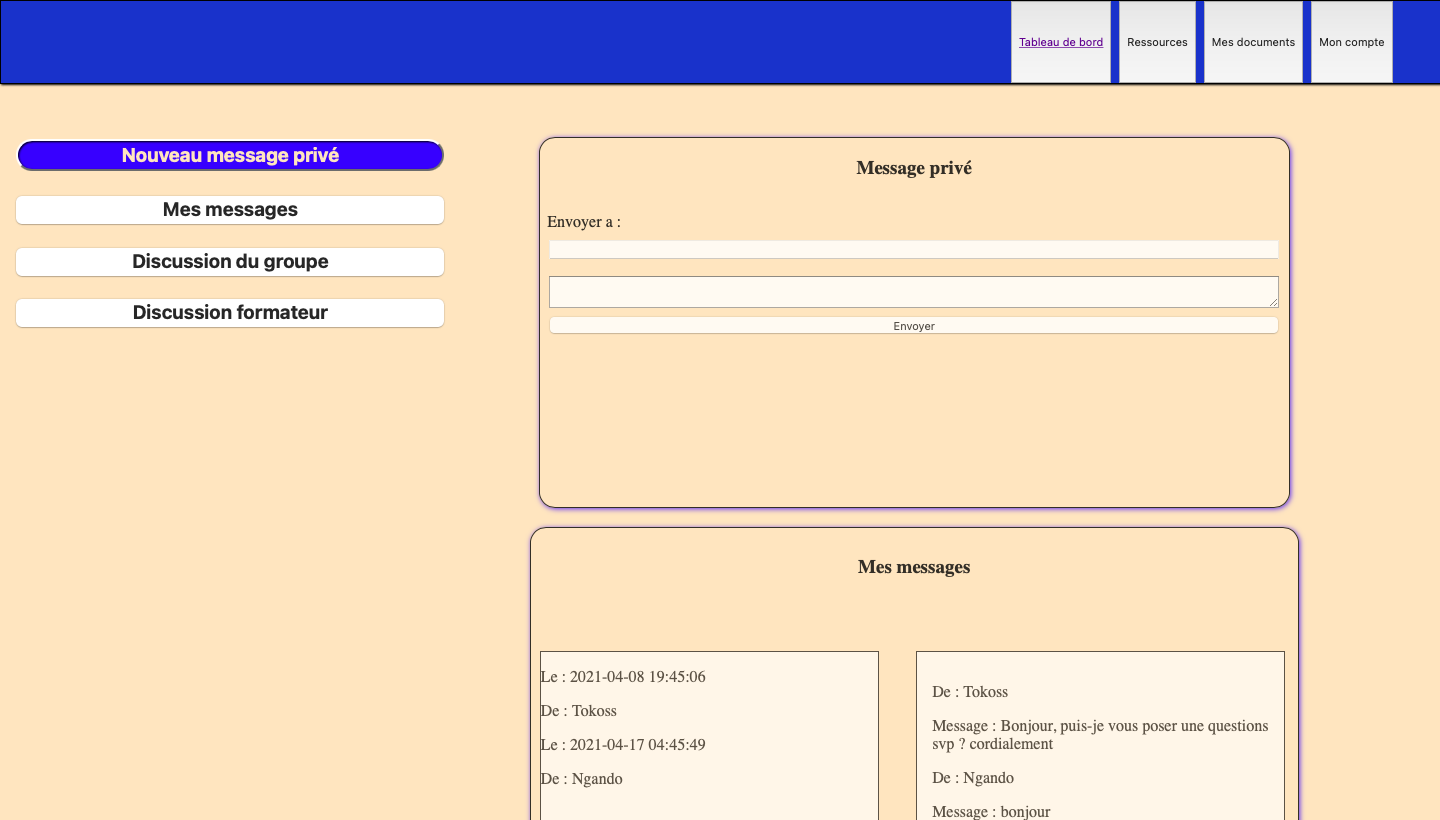 Tableau de bord
Ressources
Mes documents
Mon compte
Nouveau message privé
Mes messages
Discussion du groupe
Discussion formateur
Message privé
Envoyer a :
Envoyer
Mes messages
Le : 2021-04-08 19:45:06
De : Tokoss
Le : 2021-04-17 04:45:49
De : Ngando
De : Tokoss
Message : Bonjour, puis-je vous poser une questions
svp ? cordialement
De : Ngando
Message : bonjour